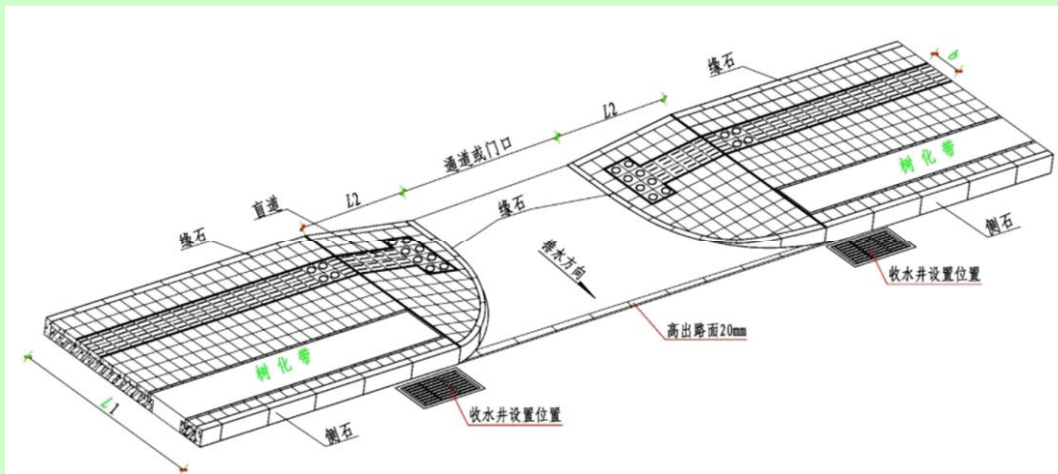 缘石
b
L2
通道或门口
树化带
L2
盲道
缘石
缘石
侧石
排水方向
收水井设置位置
高出路面20mm
树化带
L1
收水井设置位置
侧石